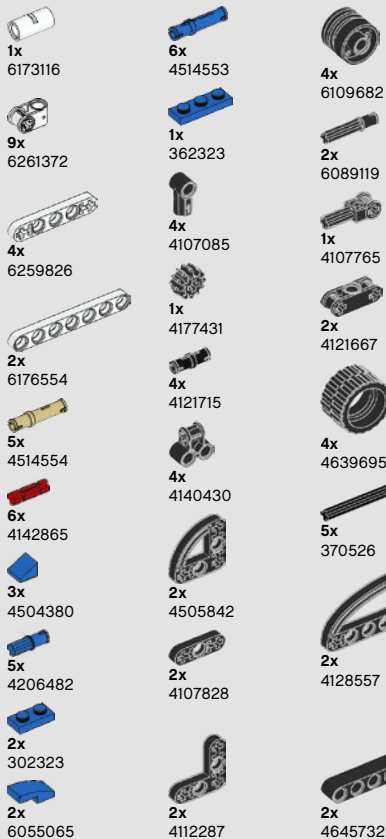 1x
6173116
9x
6261372
4x
6259826
2x
6176554
5x
4514554
6x
4142865
3x
4504380
5x
4206482
2x
302323
2x
6055065
6x
4514553
1x
362323
4x
4107085
1x
4177431
4x
4121715
4x
4140430
2x
4505842
2x
4107828
2x
4112287
4x
6109682
2x
6089119
1x
4107765
2x
4121667
4x
4639695
5x
370526
2x
4128557
2x
4645732